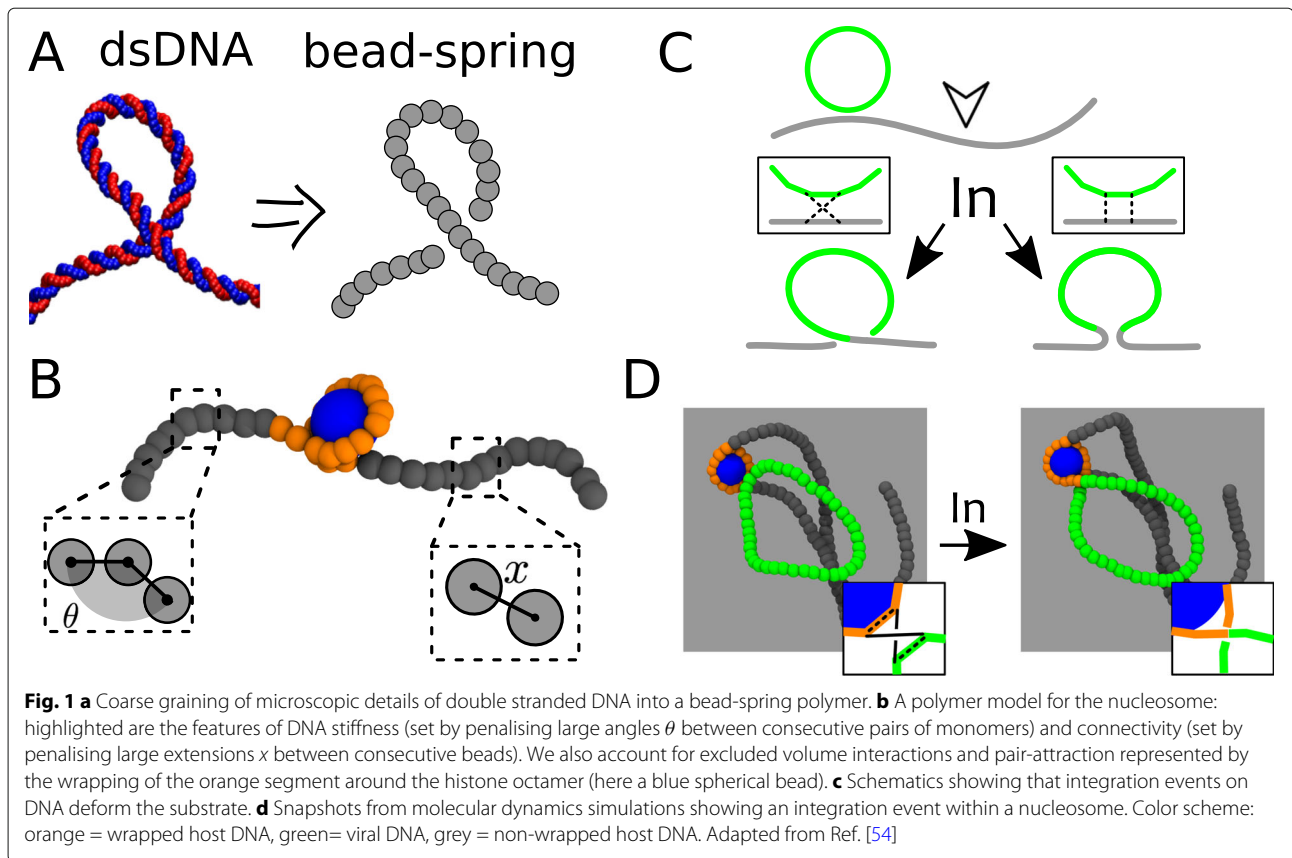 A dsDNA bead-spring
C
In
B
θ
x
D
In
Fig. 1 a Coarse graining of microscopic details of double stranded DNA into a bead-spring polymer. b A polymer model for the nucleosome:
highlighted are the features of DNA stiffness (set by penalising large angles θ between consecutive pairs of monomers) and connectivity (set by
penalising large extensions x between consecutive beads). We also account for excluded volume interactions and pair-attraction represented by
the wrapping of the orange segment around the histone octamer (here a blue spherical bead). c Schematics showing that integration events on
DNA deform the substrate. d Snapshots from molecular dynamics simulations showing an integration event within a nucleosome. Color scheme:
orange = wrapped host DNA, green= viral DNA, grey = non-wrapped host DNA. Adapted from Ref. [54]